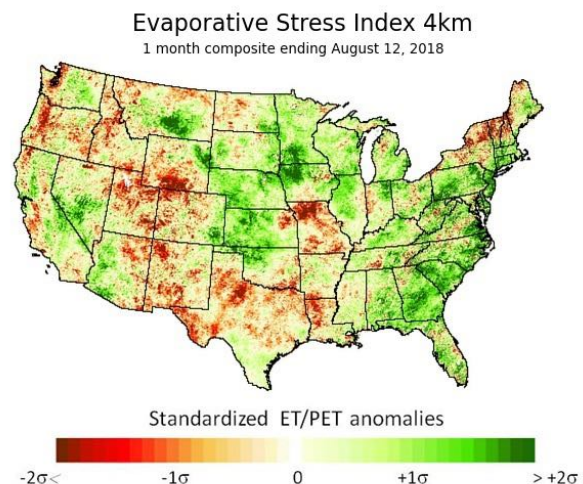 Evaporative Stress Index 4km
1 month composite ending August 12, 2018
Standardized ET/PET anomalies
-2σ< -1σ 0 +1σ > +2σ